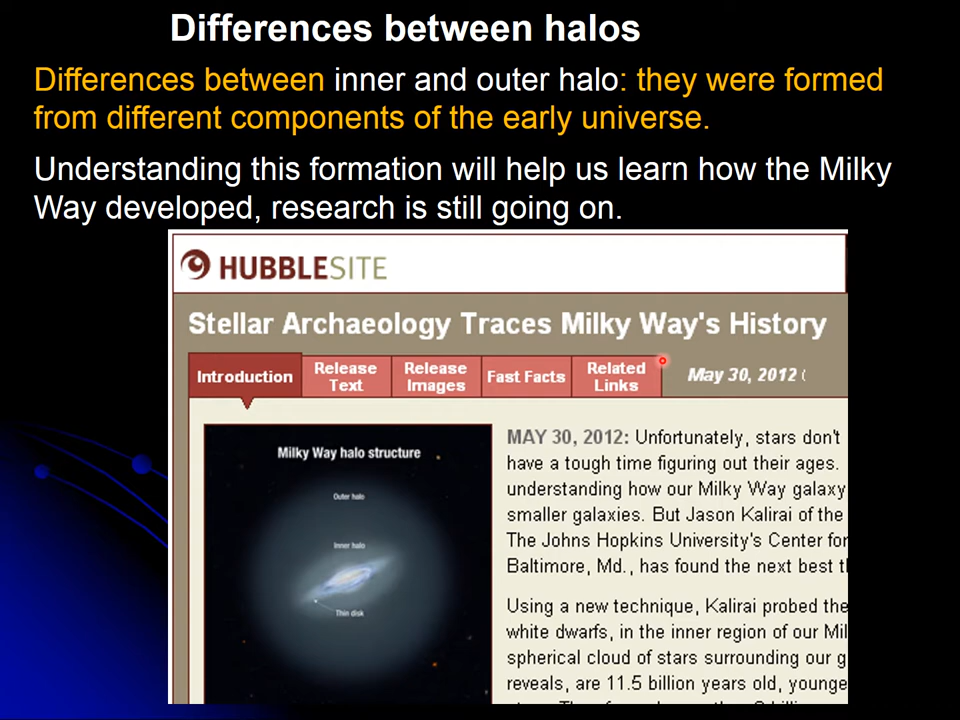 Differences between halos
Differences between inner and outer halo: they were formed
from different components of the early universe.
Understanding this formation will help us learn how the Milky
Way developed, research is still going on.
HUBBLESITE
Stellar Archaeology Traces Milky Way's History
Introduction
Release
Text
Release
Images
Fast Facts
Related
Links
May 30, 2012 (
Milky Way halo structure
Outer halo
Inner halo
Thin disk
MAY 30, 2012: Unfortunately, stars don't
have a tough time figuring out their ages.
understanding how our Milky Way galaxy
smaller galaxies. But Jason Kalirai of the
The Johns Hopkins University's Center for
Baltimore, Md., has found the next best
Using a new technique, Kalirai probed the
white dwarfs, in the inner region of our
spherical cloud of stars surrounding our
reveals, are 11.5 billion years old,